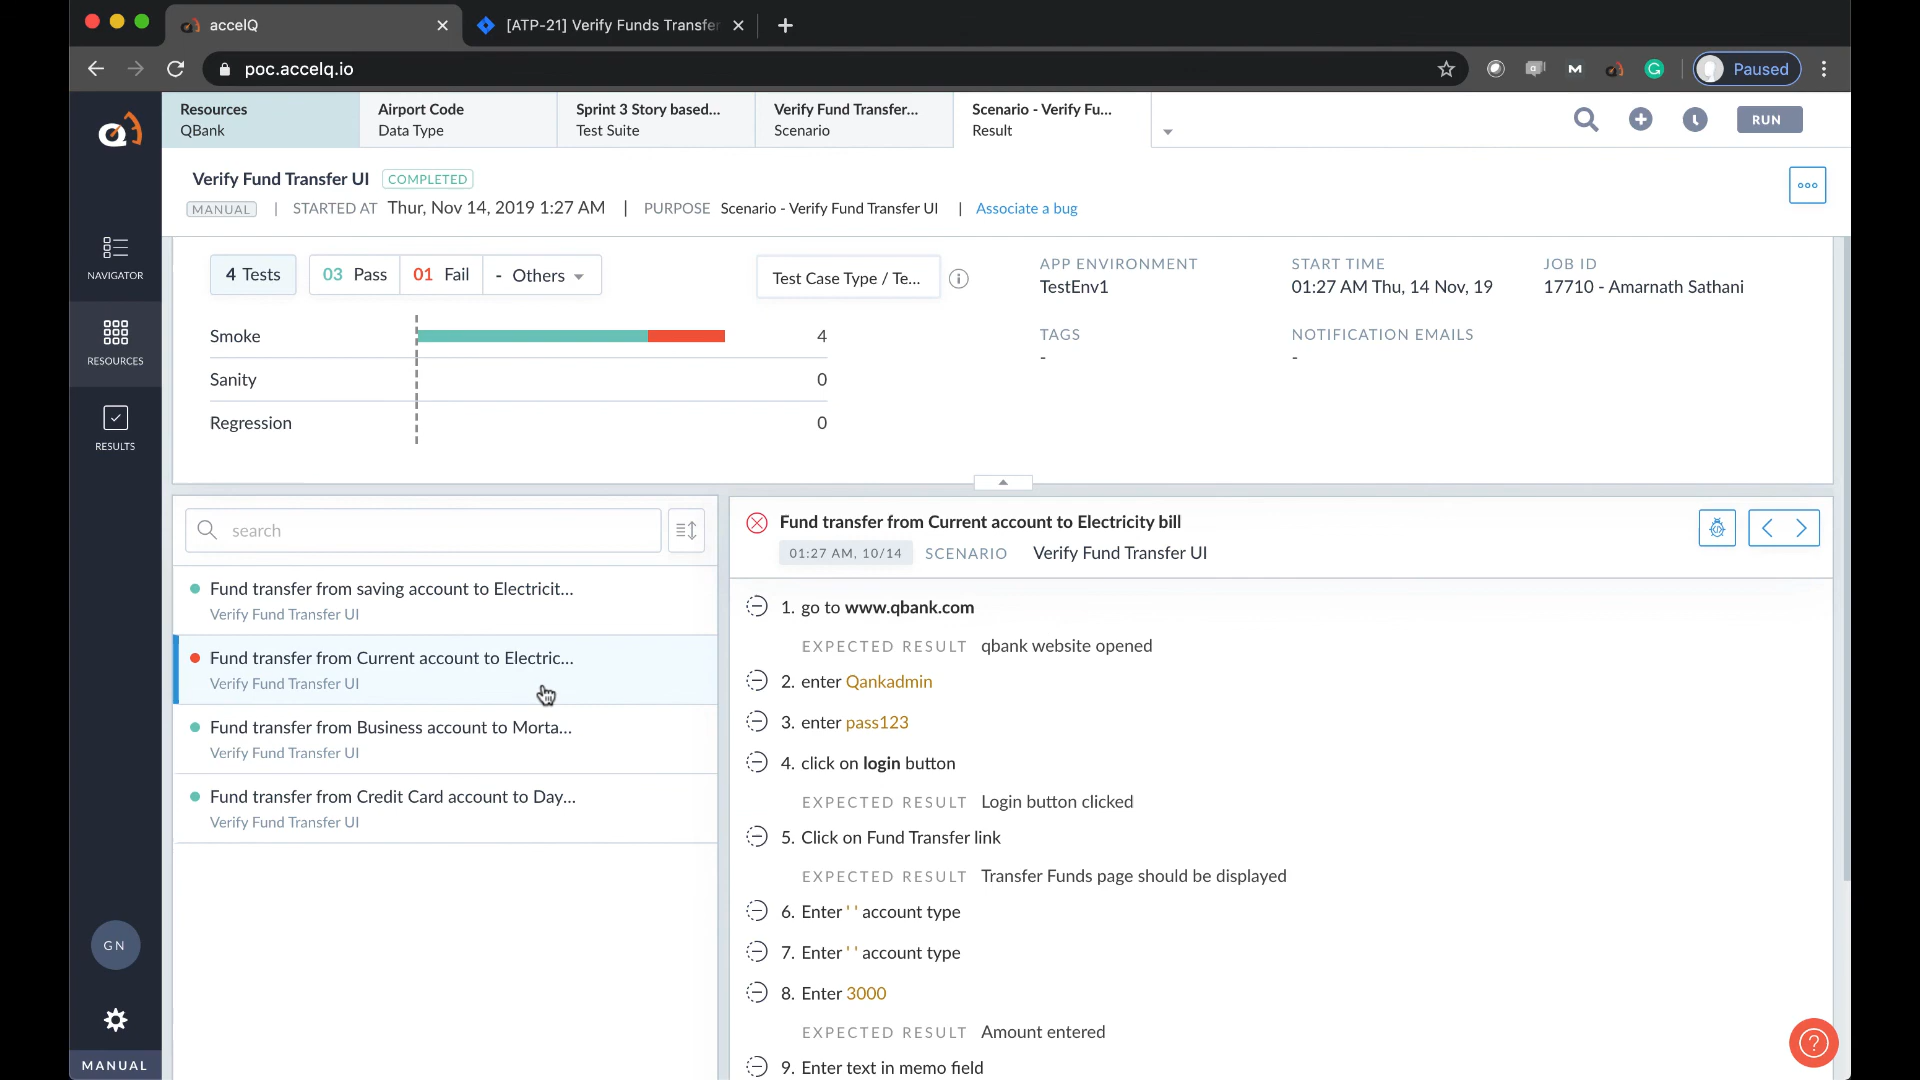 accelQ
[ATP-21] Verify Funds Transfer
poc.accelq.io
Paused
Resources
QBank
Airport Code
Data Type
Sprint 3 Story based...
Test Suite
Verify Fund Transfer...
Scenario
Scenario - Verify Fu...
Result
RUN
Verify Fund Transfer UI COMPLETED
MANUAL | STARTED AT Thur, Nov 14, 2019 1:27 AM | PURPOSE Scenario - Verify Fund Transfer UI | Associate a bug
NAVIGATOR
RESOURCES
RESULTS
GN
MANUAL
4 Tests
03 Pass
01 Fail
- Others
Test Case Type / Te...
Smoke 4
Sanity 0
Regression 0
APP ENVIRONMENT
TestEnv1
START TIME
01:27 AM Thu, 14 Nov, 19
JOB ID
17710 - Amarnath Sathani
TAGS
-
NOTIFICATION EMAILS
-
search
Fund transfer from saving account to Electricit...
Verify Fund Transfer UI
Fund transfer from Current account to Electric...
Verify Fund Transfer UI
Fund transfer from Business account to Morta...
Verify Fund Transfer UI
Fund transfer from Credit Card account to Day...
Verify Fund Transfer UI
Fund transfer from Current account to Electricity bill
01:27 AM, 10/14 SCENARIO Verify Fund Transfer UI
1. go to www.qbank.com
EXPECTED RESULT qbank website opened
2. enter Qankadmin
3. enter pass123
4. click on login button
EXPECTED RESULT Login button clicked
5. Click on Fund Transfer link
EXPECTED RESULT Transfer Funds page should be displayed
6. Enter ' ' account type
7. Enter ' ' account type
8. Enter 3000
EXPECTED RESULT Amount entered
9. Enter text in memo field